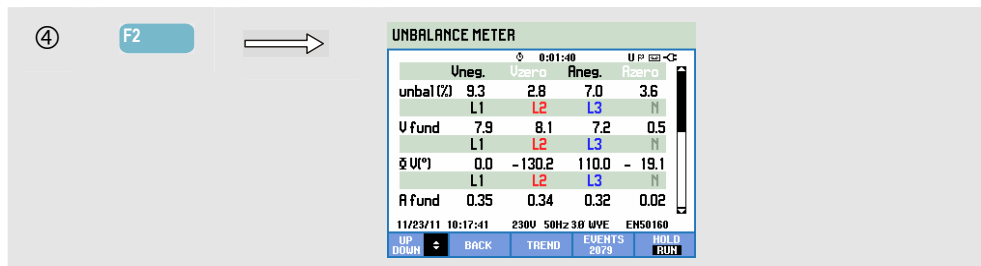 ④ F2
UNBALANCE METER
0:01:40 U
Vneg. Vzero Aneg. Azero
unbal(%) 9.3 2.8 7.0 3.6
L1 L2 L3 N
V fund 7.9 8.1 7.2 0.5
L1 L2 L3 N
Φ V(°) 0.0 -130.2 110.0 - 19.1
L1 L2 L3 N
A fund 0.35 0.34 0.32 0.02
11/23/11 10:17:41 230V 50Hz 3Ø WYE EN50160
UP DOWN BACK TREND EVENTS 2079 HOLD RUN